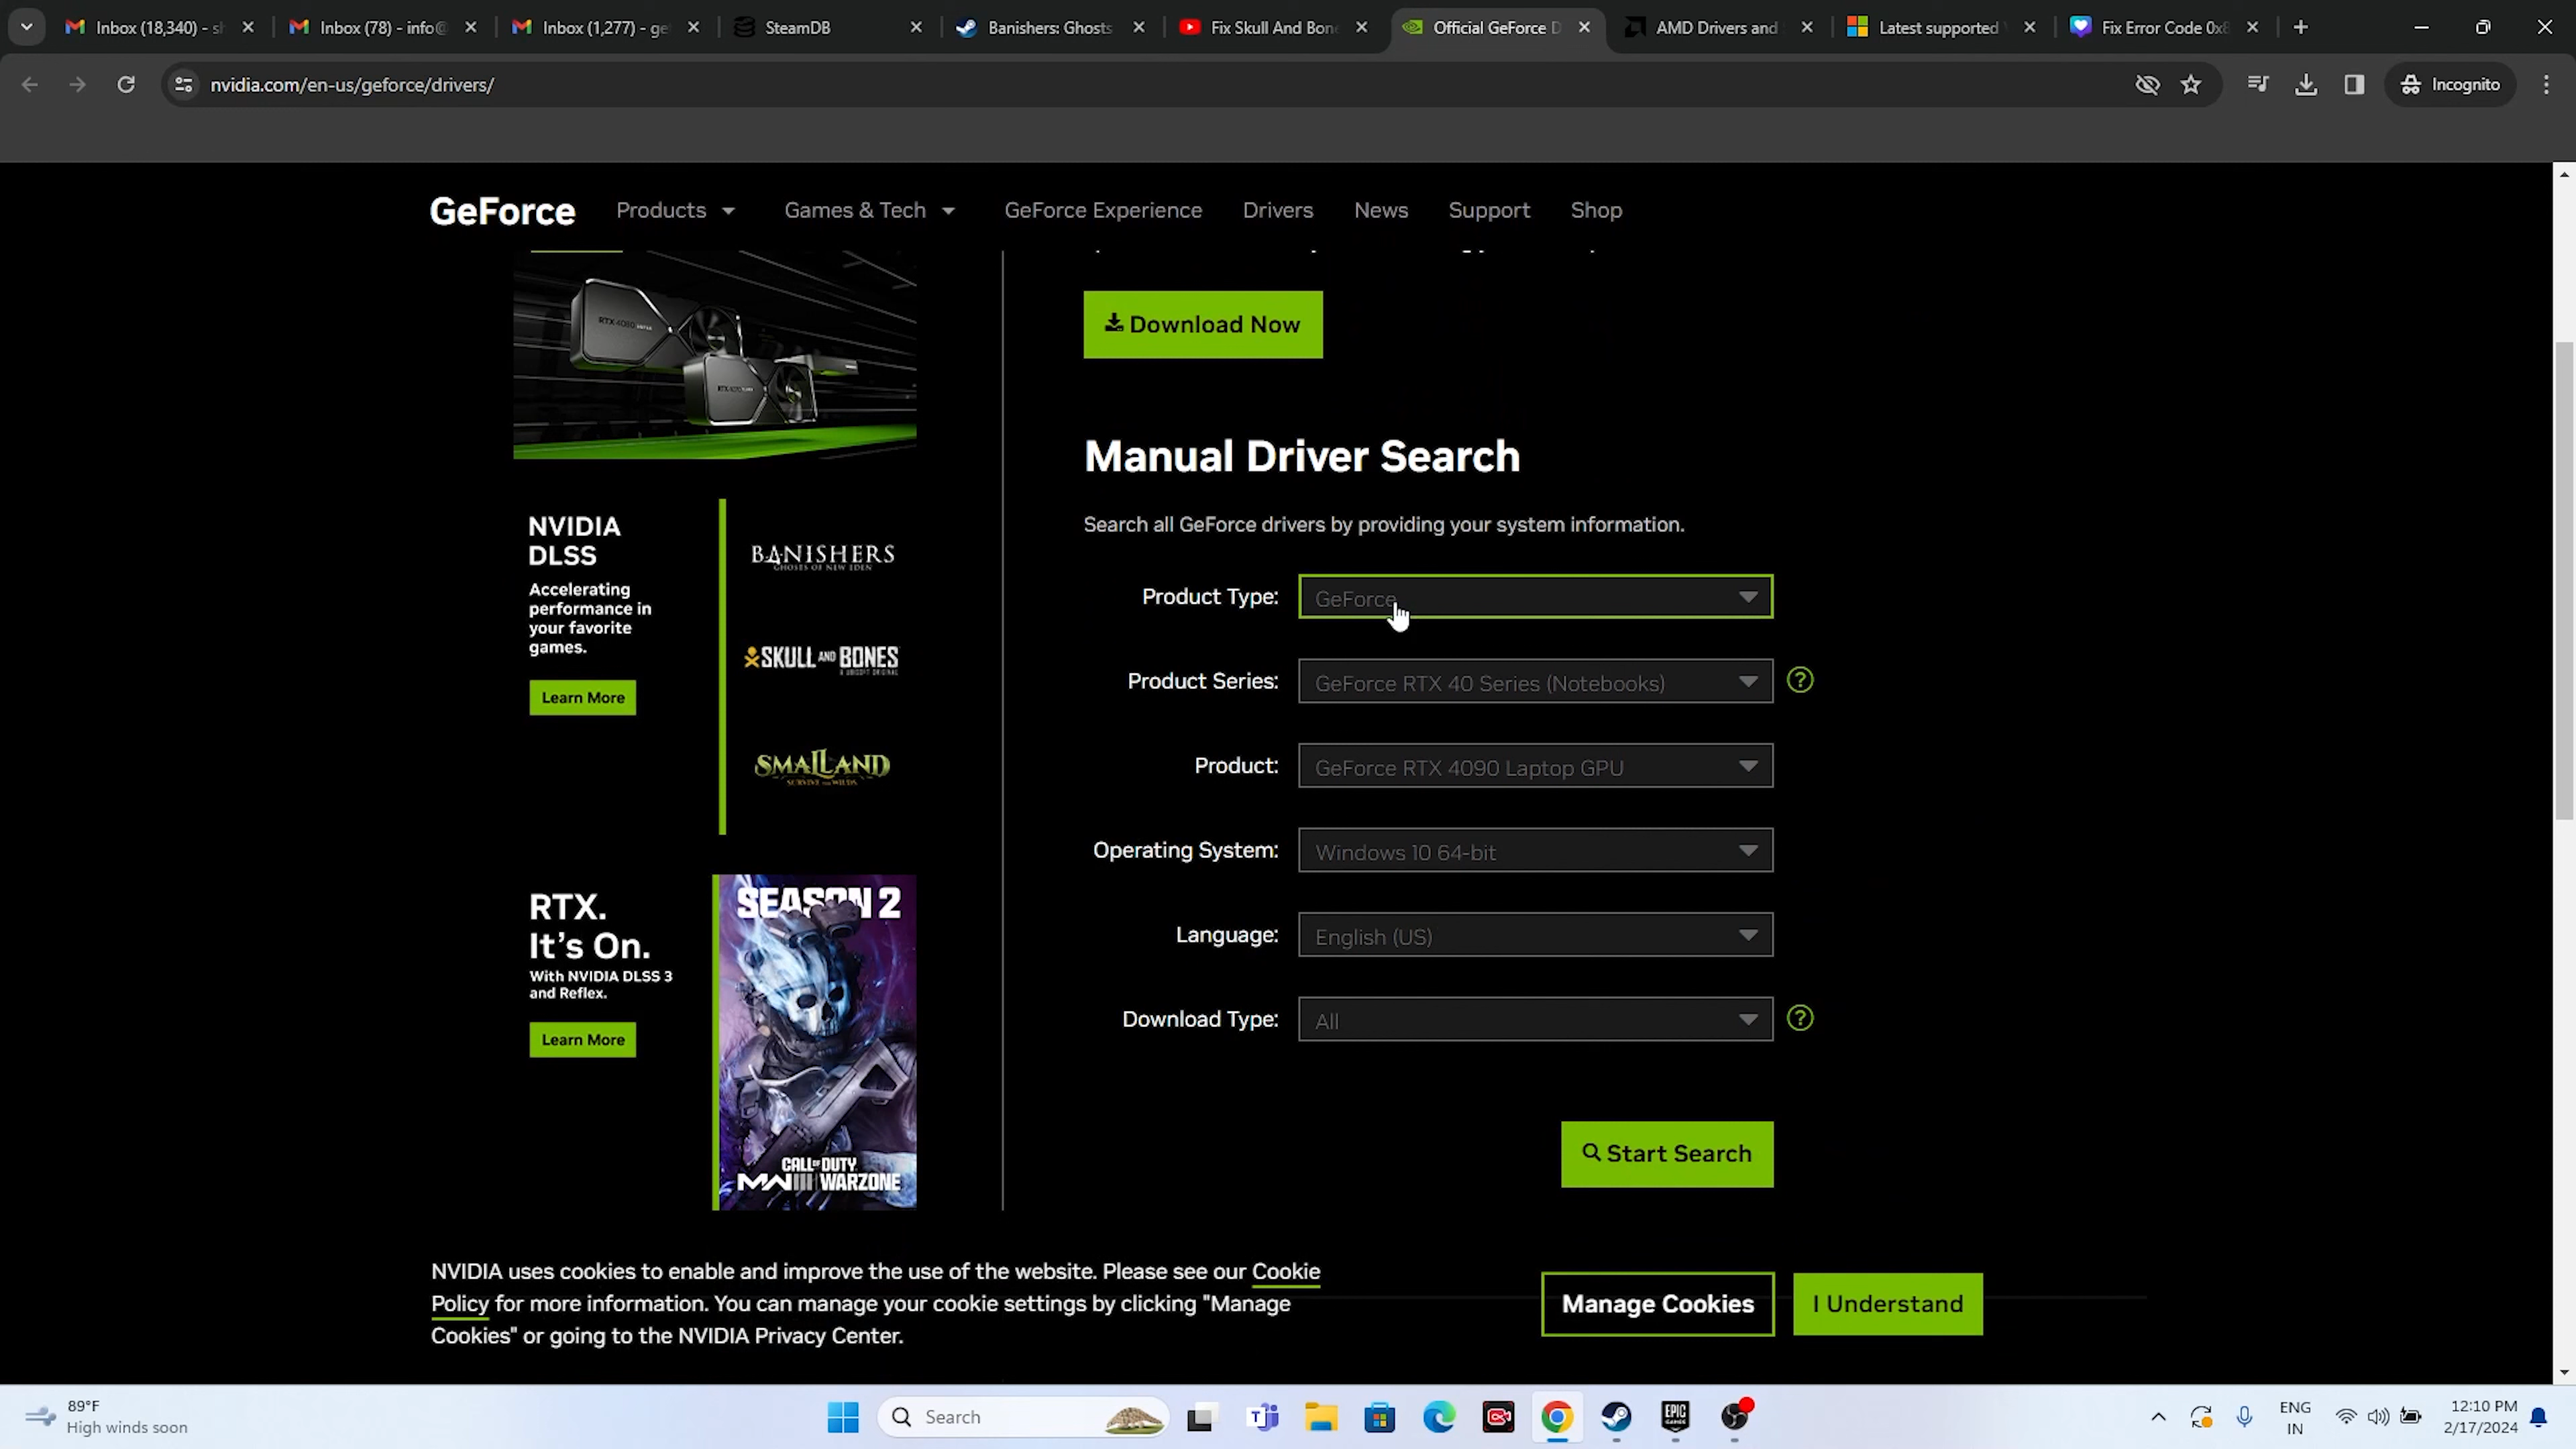 Inbox (18,340) - sh
Inbox (78) - info@
Inbox (1,277) - ge
SteamDB
Banishers: Ghosts
Fix Skull And Bone
Official GeForce D
AMD Drivers and
Latest supported
Fix Error Code 0x8
nvidia.com/en-us/geforce/drivers/
Incognito
GeForce
Products
Games & Tech
GeForce Experience
Drivers
News
Support
Shop
Download Now
Manual Driver Search
Search all GeForce drivers by providing your system information.
Product Type:
GeForce
Product Series:
GeForce RTX 40 Series (Notebooks)
Product:
GeForce RTX 4090 Laptop GPU
Operating System:
Windows 10 64-bit
Language:
English (US)
Download Type:
All
Start Search
NVIDIA
DLSS
Accelerating
performance in
your favorite
games.
Learn More
BANISHERS
GHOSTS OF NEW EDEN
SKULL AND BONES
A UBISOFT ORIGINAL
SMALLAND
SURVIVE THE WILDS
RTX.
It's On.
With NVIDIA DLSS 3
and Reflex.
Learn More
SEASON 2
CALL OF DUTY
MWIII WARZONE
NVIDIA uses cookies to enable and improve the use of the website. Please see our Cookie
Policy for more information. You can manage your cookie settings by clicking "Manage
Cookies" or going to the NVIDIA Privacy Center.
Manage Cookies
I Understand
89°F
High winds soon
Search
EPIC
GAMES
ENG
IN
12:10 PM
2/17/2024